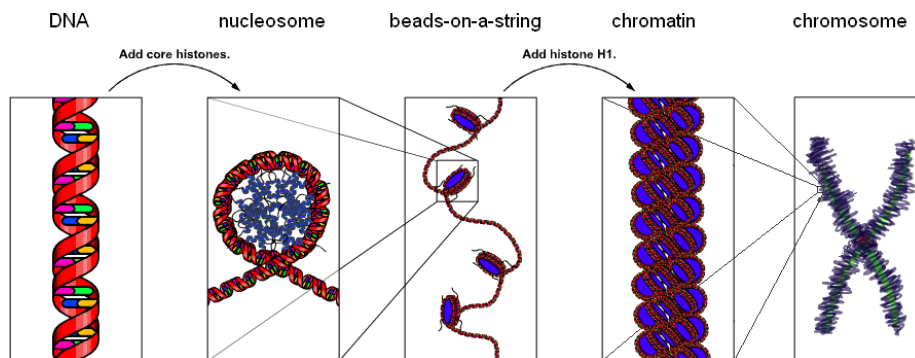 DNA
nucleosome
beads-on-a-string
chromatin
chromosome
Add core histones.
Add histone H1.